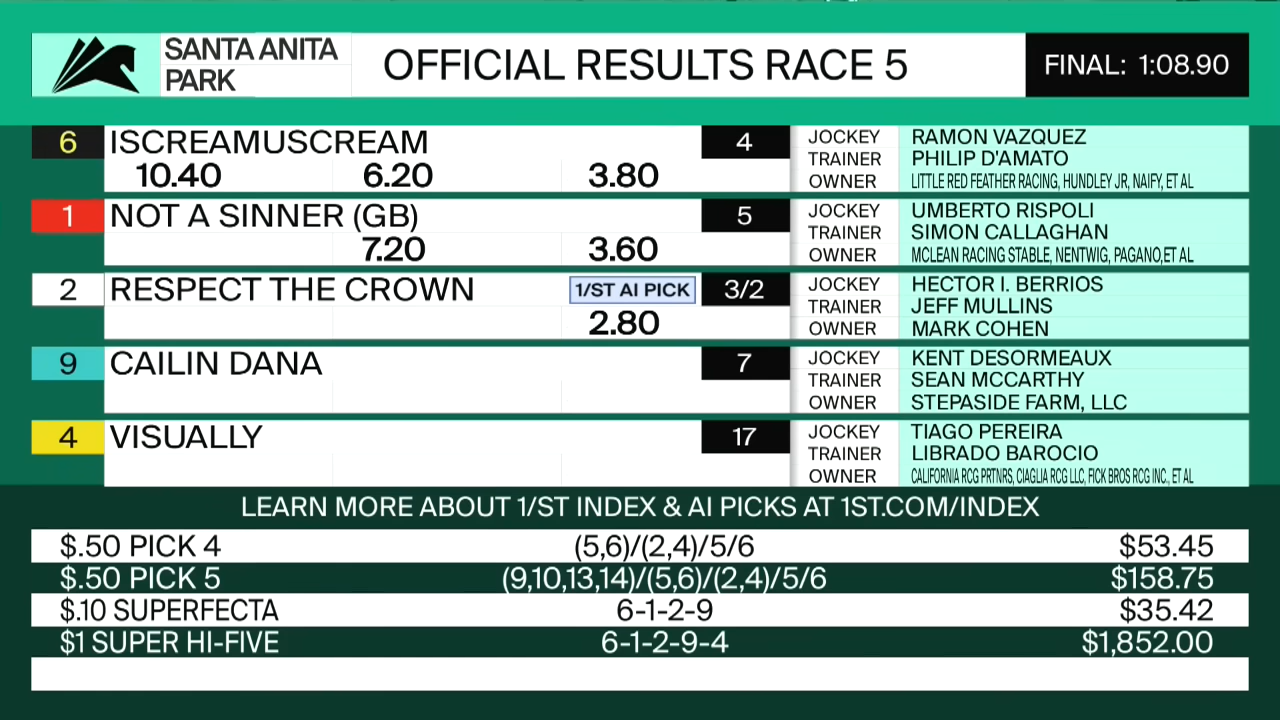 SANTA ANITA
PARK
OFFICIAL RESULTS RACE 5
FINAL: 1:08.90
6 ISCREAMUSCREAM 4
10.40 6.20 3.80
JOCKEY RAMON VAZQUEZ
TRAINER PHILIP D'AMATO
OWNER LITTLE RED FEATHER RACING, HUNDLEY JR, NAIFY, ET AL
1 NOT A SINNER (GB) 5
7.20 3.60
JOCKEY UMBERTO RISPOLI
TRAINER SIMON CALLAGHAN
OWNER MCLEAN RACING STABLE, NENTWIG, PAGANO,ET AL
2 RESPECT THE CROWN 1/ST AI PICK 3/2
2.80
JOCKEY HECTOR I. BERRIOS
TRAINER JEFF MULLINS
OWNER MARK COHEN
9 CAILIN DANA 7
JOCKEY KENT DESORMEAUX
TRAINER SEAN MCCARTHY
OWNER STEPASIDE FARM, LLC
4 VISUALLY 17
JOCKEY TIAGO PEREIRA
TRAINER LIBRADO BAROCIO
OWNER CALIFORNIA RCG PRTNRS, CIAGLIA RCG LLC, FICK BROS RCG INC., ET AL
LEARN MORE ABOUT 1/ST INDEX & AI PICKS AT 1ST.COM/INDEX
$.50 PICK 4 (5,6)/(2,4)/5/6 $53.45
$.50 PICK 5 (9,10,13,14)/(5,6)/(2,4)/5/6 $158.75
$.10 SUPERFECTA 6-1-2-9 $35.42
$1 SUPER HI-FIVE 6-1-2-9-4 $1,852.00